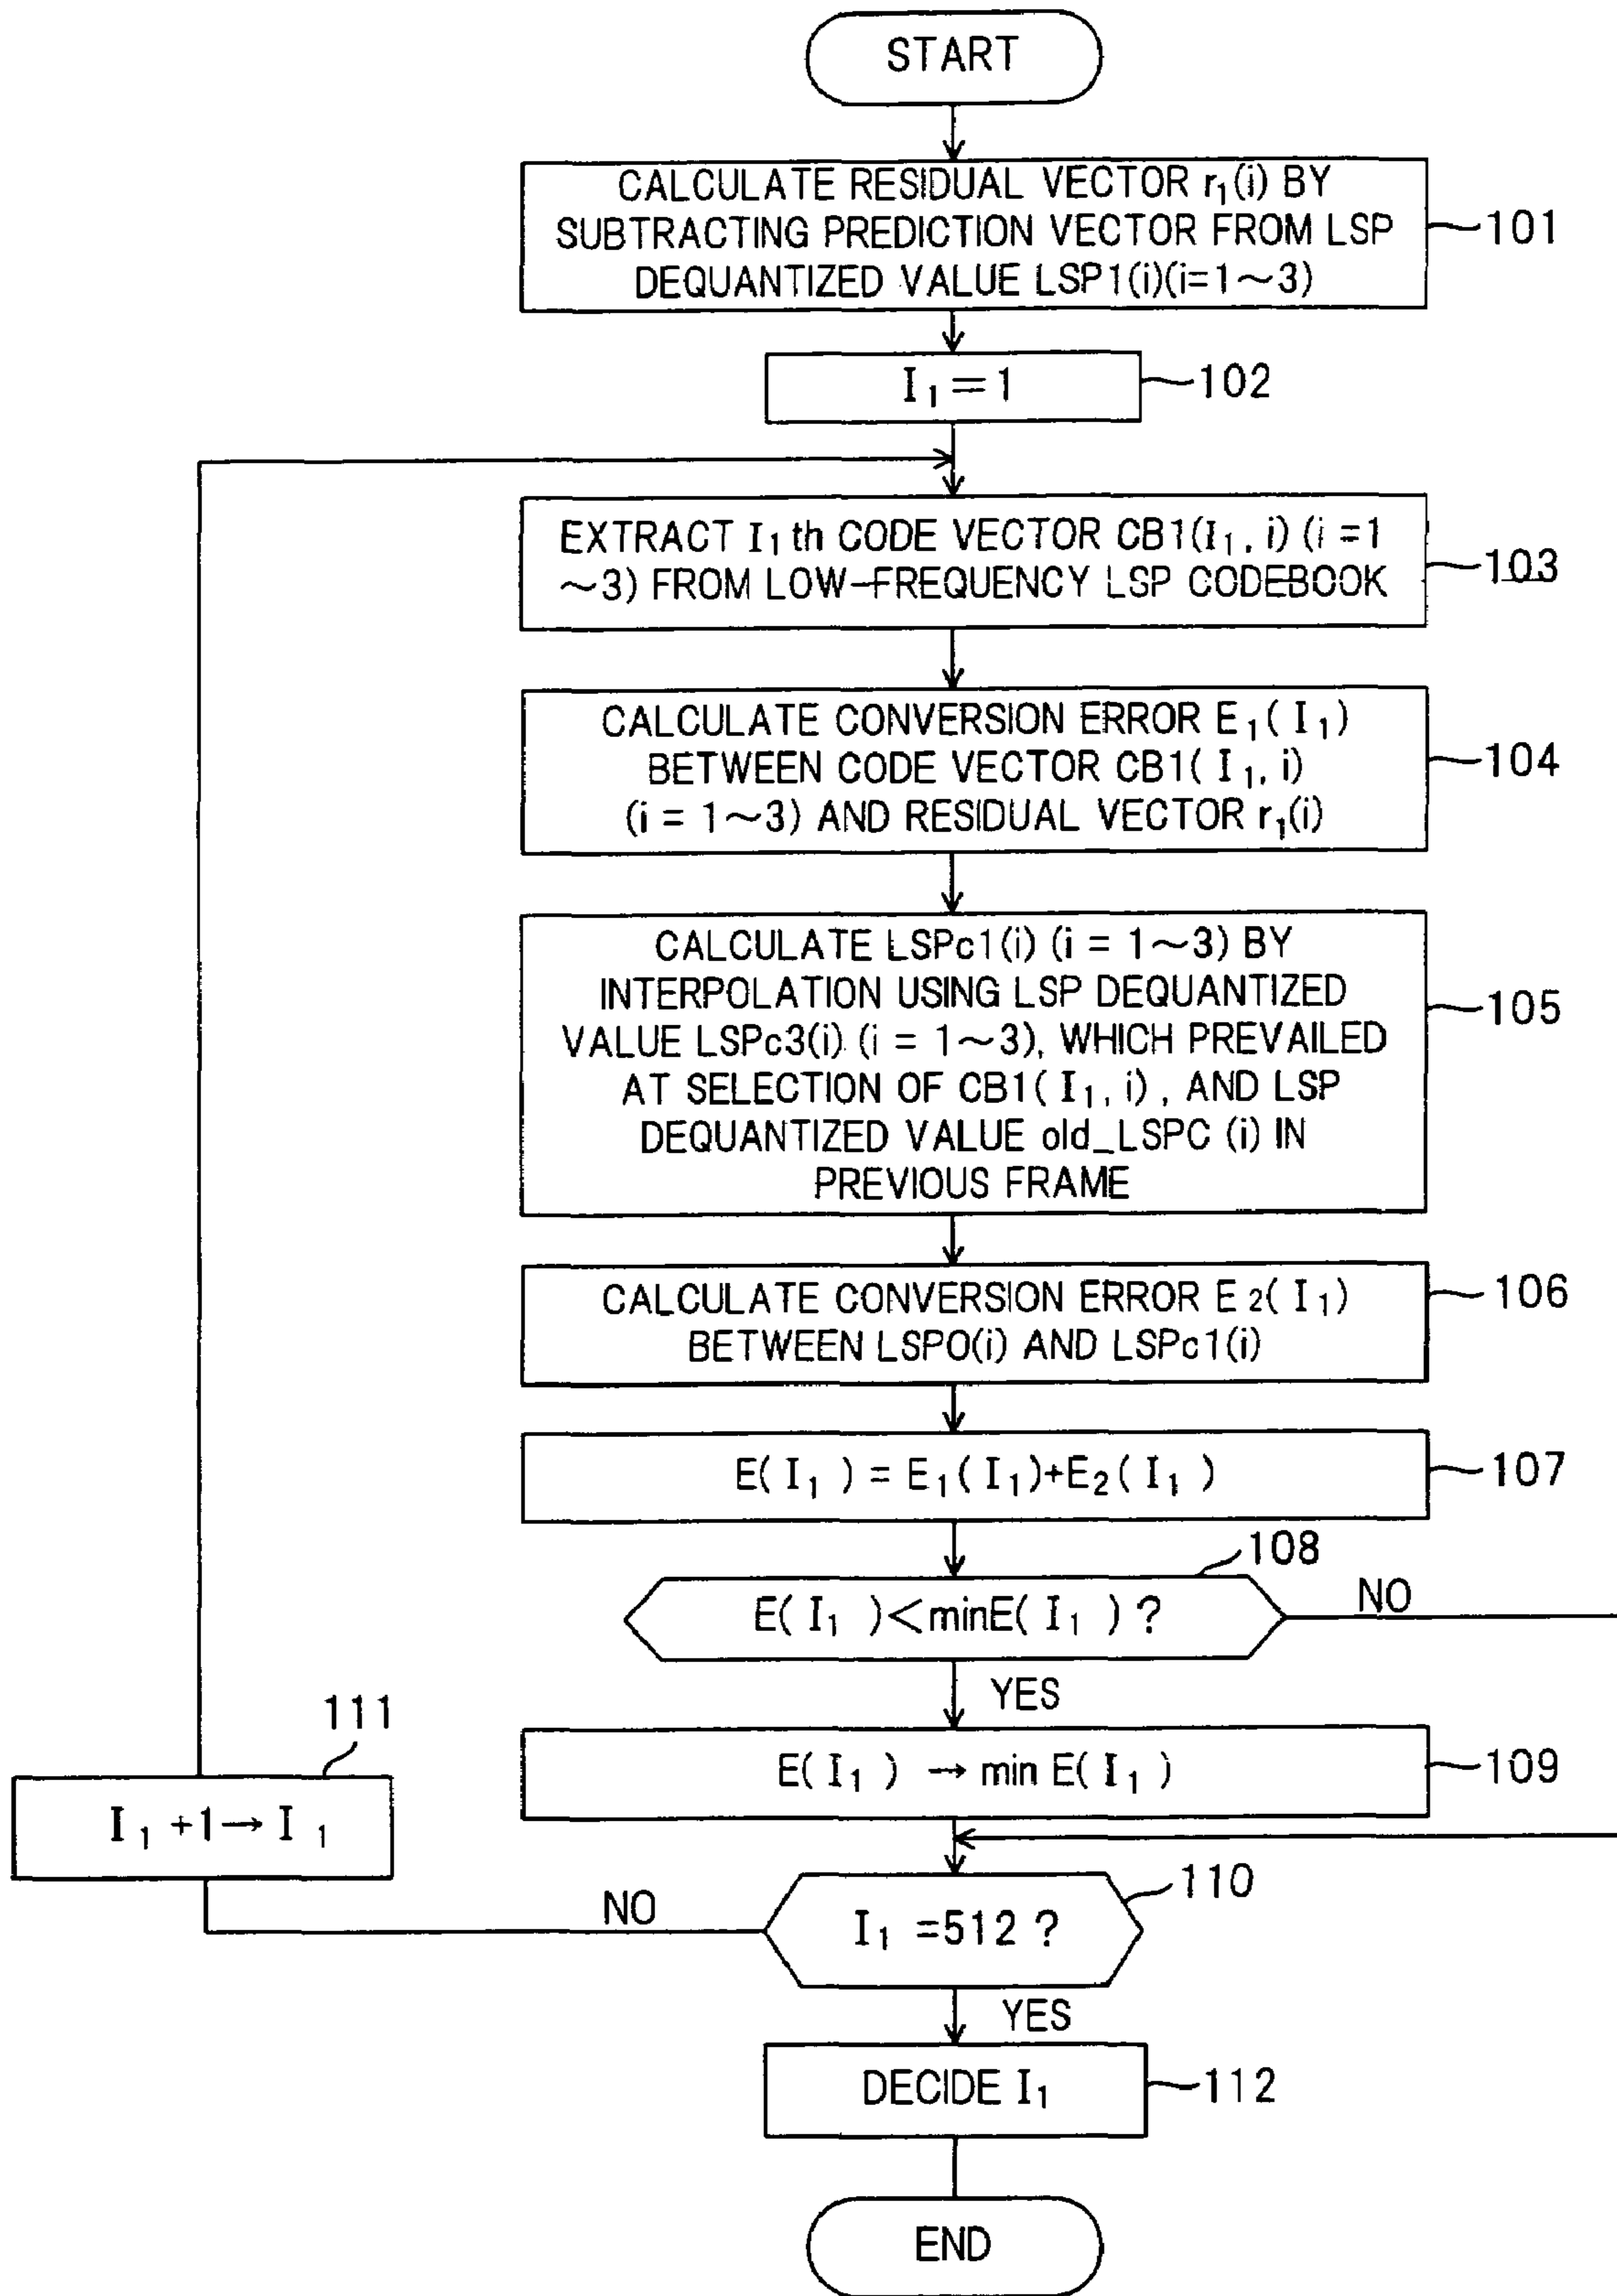 START
CALCULATE RESIDUAL VECTOR r₁(i) BY
SUBTRACTING PREDICTION VECTOR FROM LSP
DEQUANTIZED VALUE LSP1(i)(i=1～3)
101
I₁ = 1
102
EXTRACT I₁ th CODE VECTOR CB1(I₁, i) (i =1
～3) FROM LOW-FREQUENCY LSP CODEBOOK
103
CALCULATE CONVERSION ERROR E₁( I₁)
BETWEEN CODE VECTOR CB1( I₁, i)
(i = 1～3) AND RESIDUAL VECTOR r₁(i)
104
CALCULATE LSPc1(i) (i = 1～3) BY
INTERPOLATION USING LSP DEQUANTIZED
VALUE LSPc3(i) (i = 1～3), WHICH PREVAILED
AT SELECTION OF CB1( I₁, i) , AND LSP
DEQUANTIZED VALUE old_LSPC (i) IN
PREVIOUS FRAME
105
CALCULATE CONVERSION ERROR E₂( I₁)
BETWEEN LSP0(i) AND LSPc1(i)
106
E( I₁ ) = E₁( I₁)+E₂( I₁ )
107
108
E( I₁ )<minE( I₁ ) ?
NO
YES
E( I₁ ) → min E( I₁ )
109
111
I₁ +1→ I₁
110
I₁ =512 ?
NO
YES
DECIDE I₁
112
END